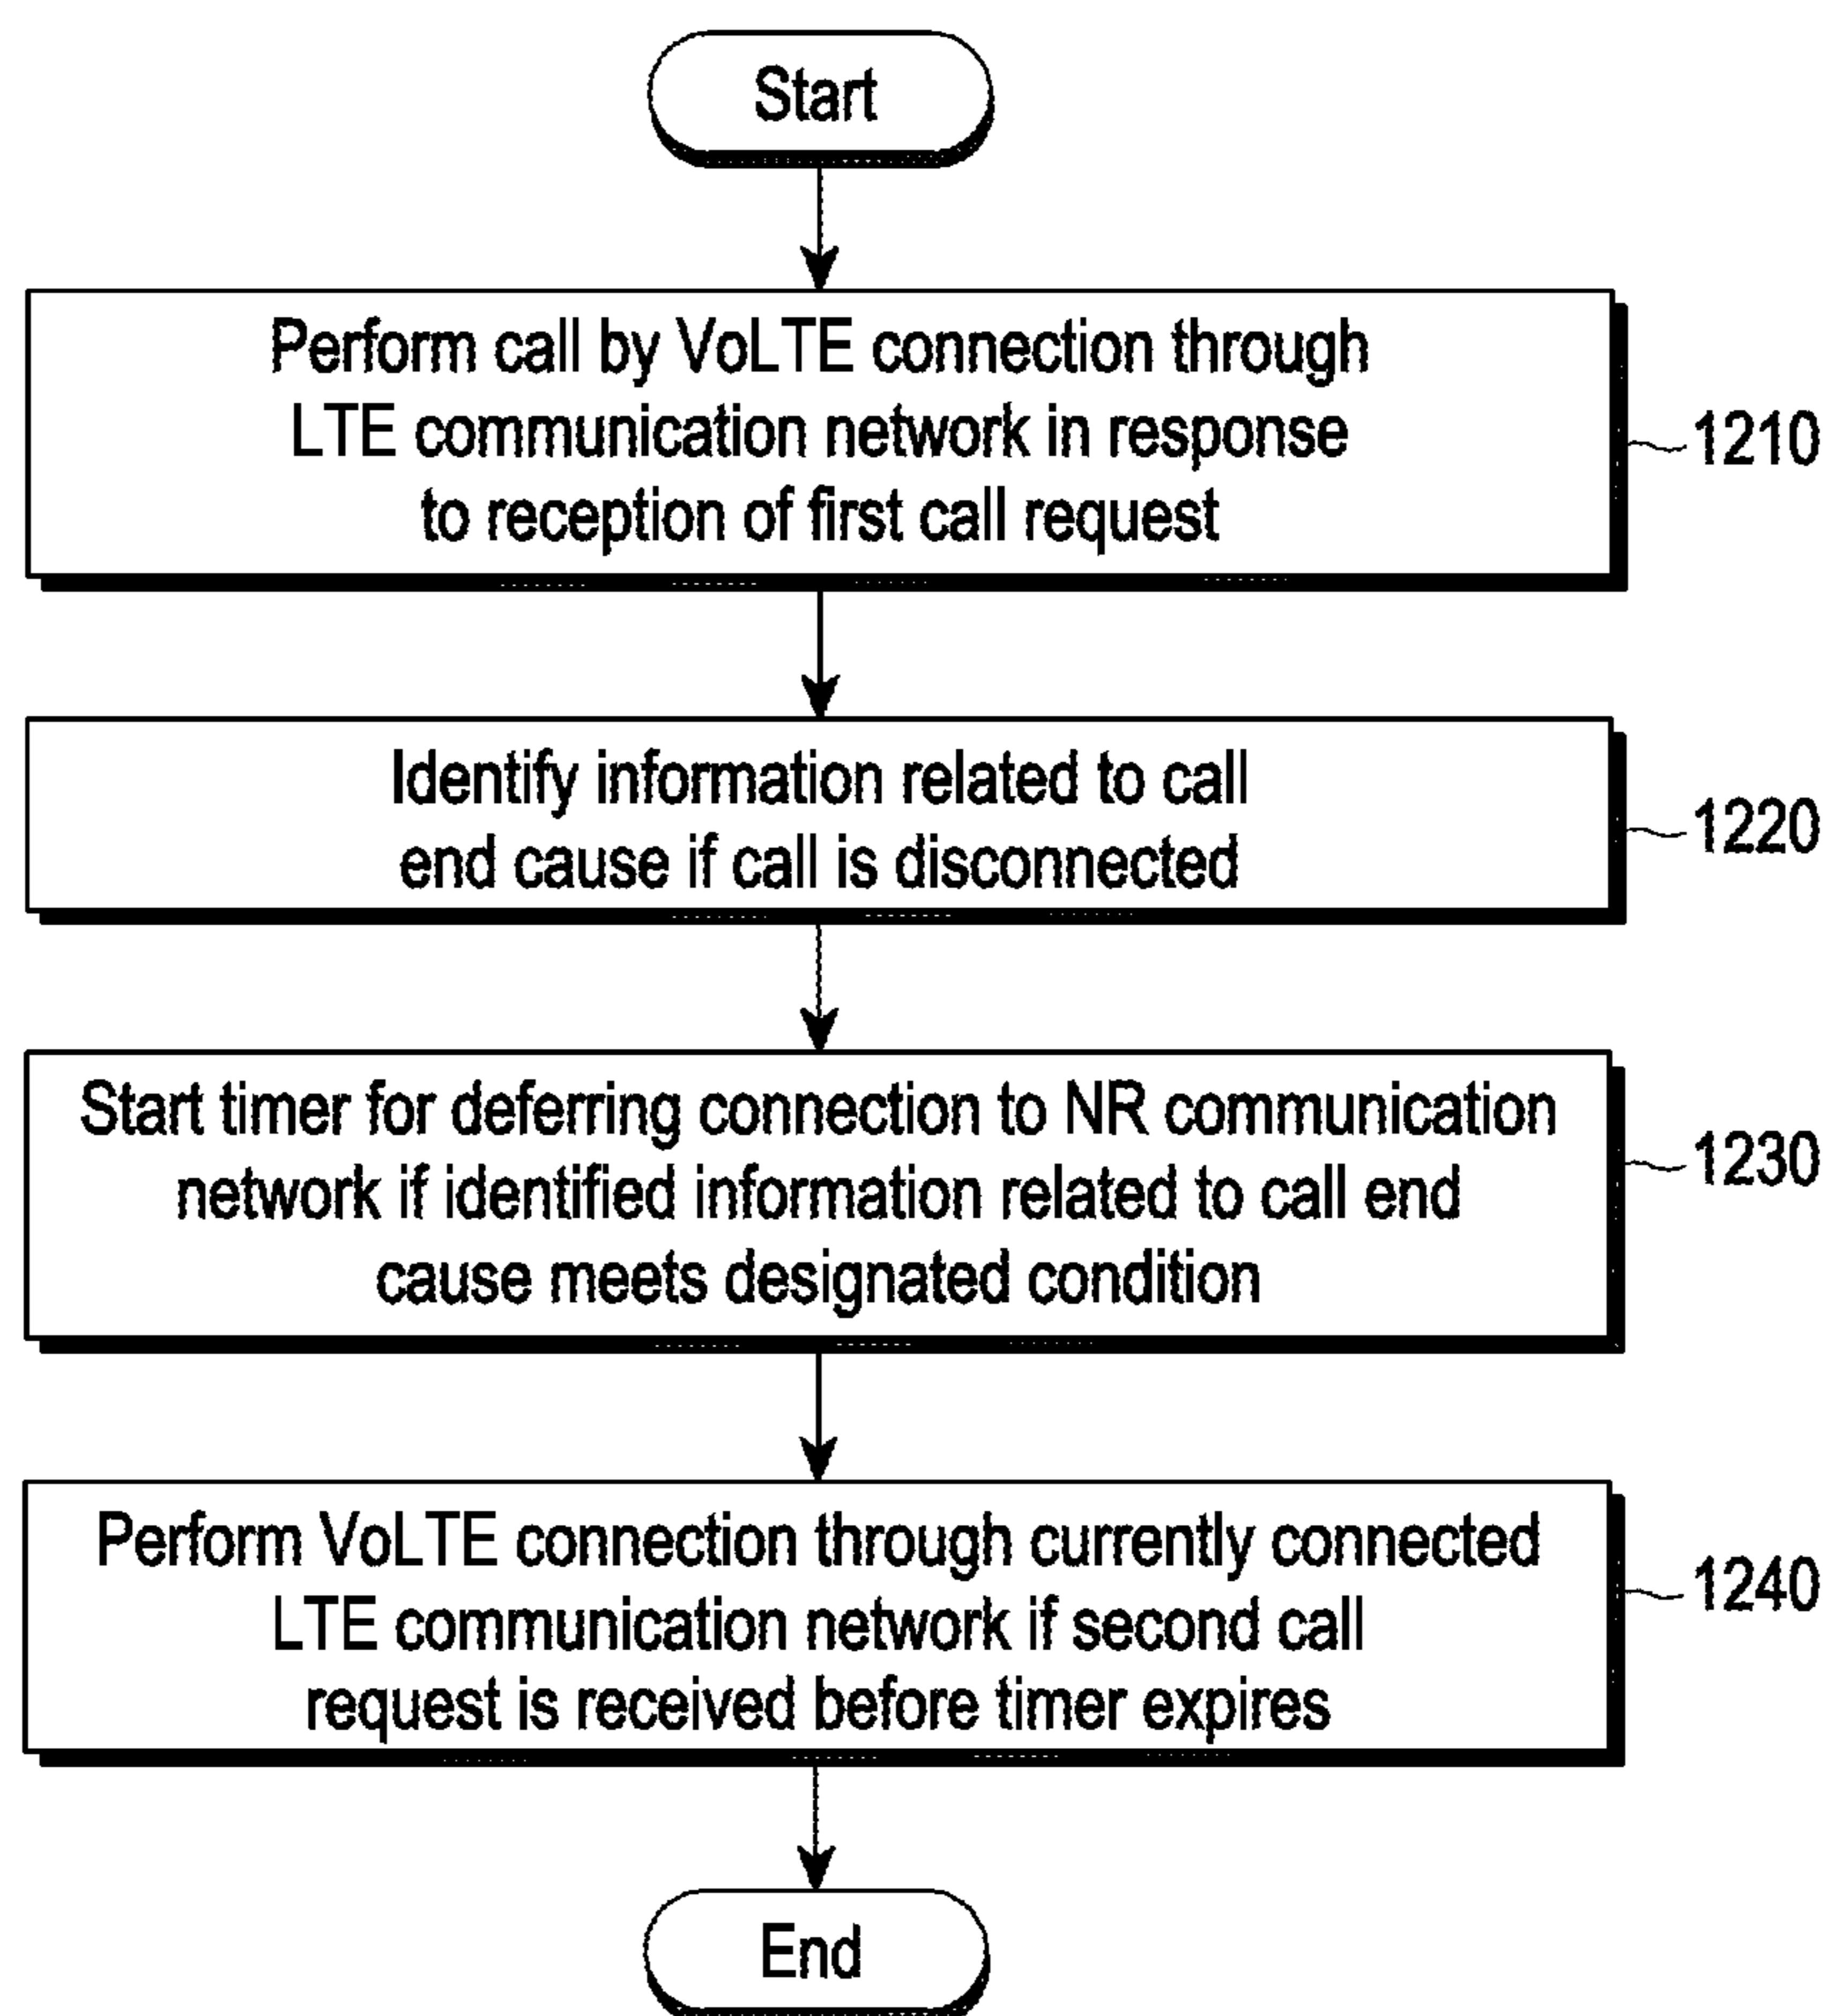 Start
Perform call by VoLTE connection through
LTE communication network in response
to reception of first call request
1210
Identify information related to call
end cause if call is disconnected
1220
Start timer for deferring connection to NR communication
network if identified information related to call end
cause meets designated condition
1230
Perform VoLTE connection through currently connected
LTE communication network if second call
request is received before timer expires
1240
End